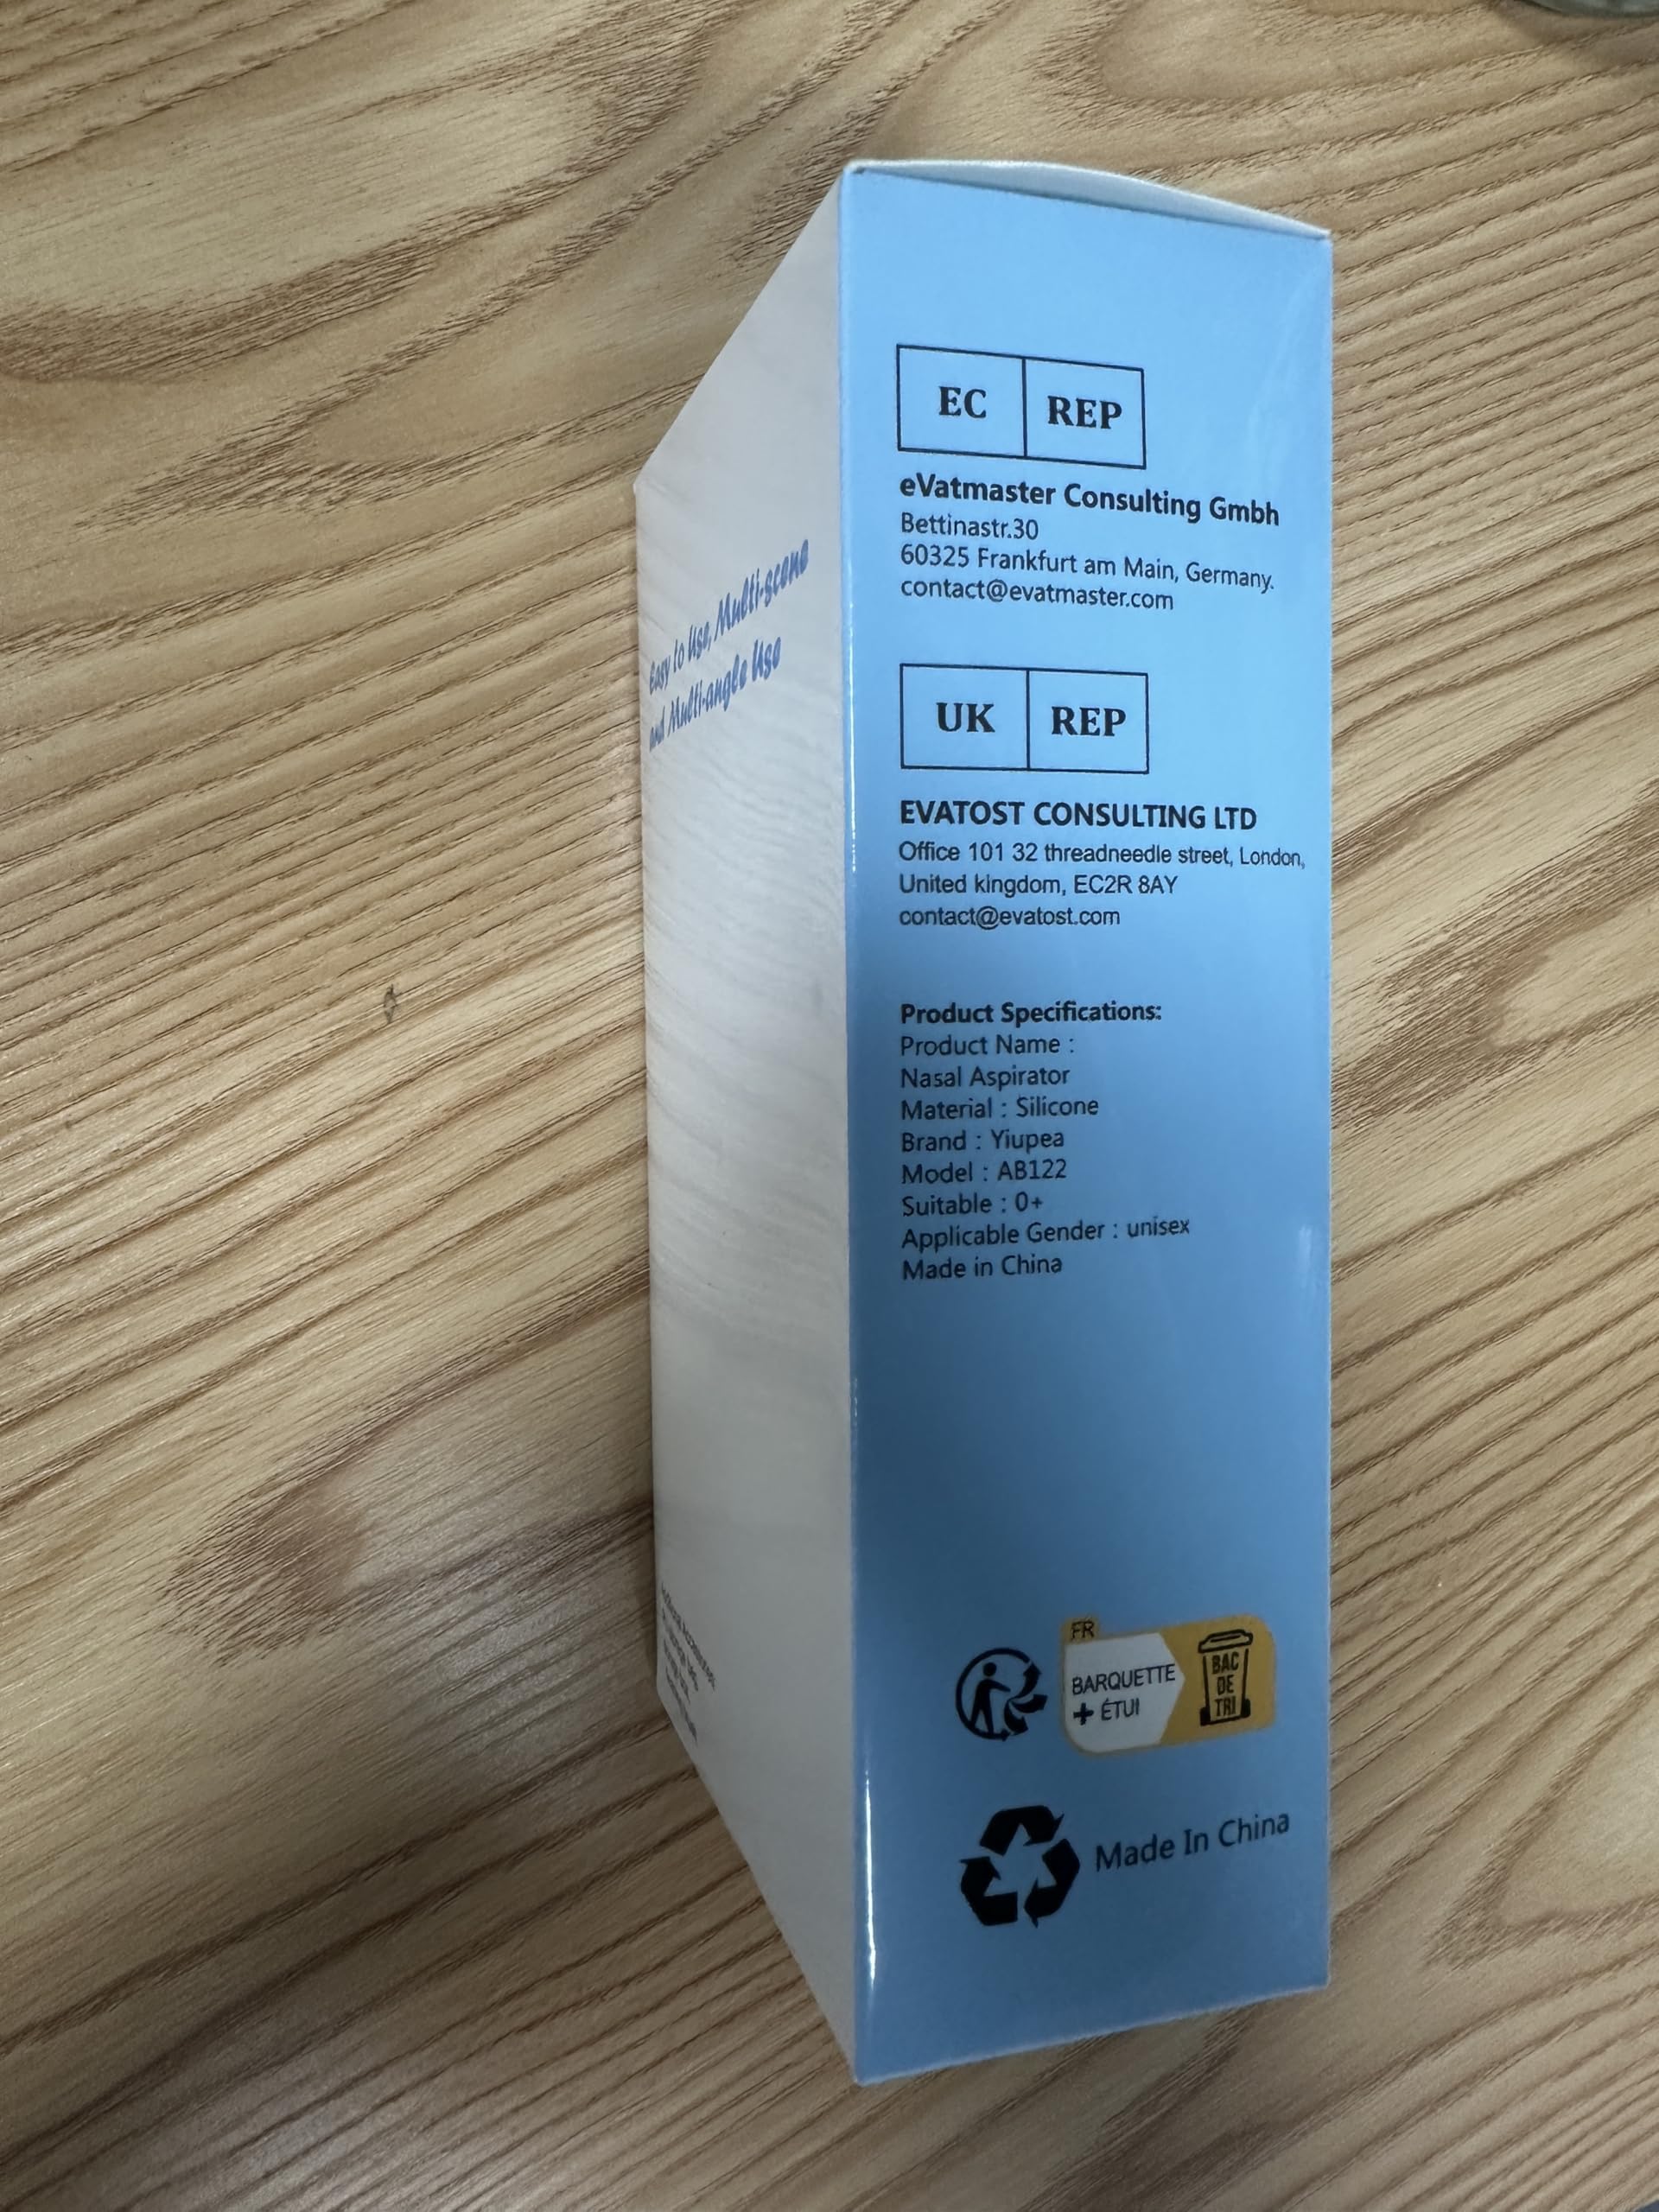 Easy to Use, Multi-scene
and Multi-angle Use
EC REP
eVatmaster Consulting Gmbh
Bettinastr.30
60325 Frankfurt am Main, Germany.
contact@evatmaster.com
UK REP
EVATOST CONSULTING LTD
Office 101 32 threadneedle street, London,
United kingdom, EC2R 8AY
contact@evatost.com
Product Specifications:
Product Name :
Nasal Aspirator
Material : Silicone
Brand : Yiupea
Model : AB122
Suitable : 0+
Applicable Gender : unisex
Made in China
FR
BARQUETTE
+ ÉTUI
BAC
DE
TRI
Made In China